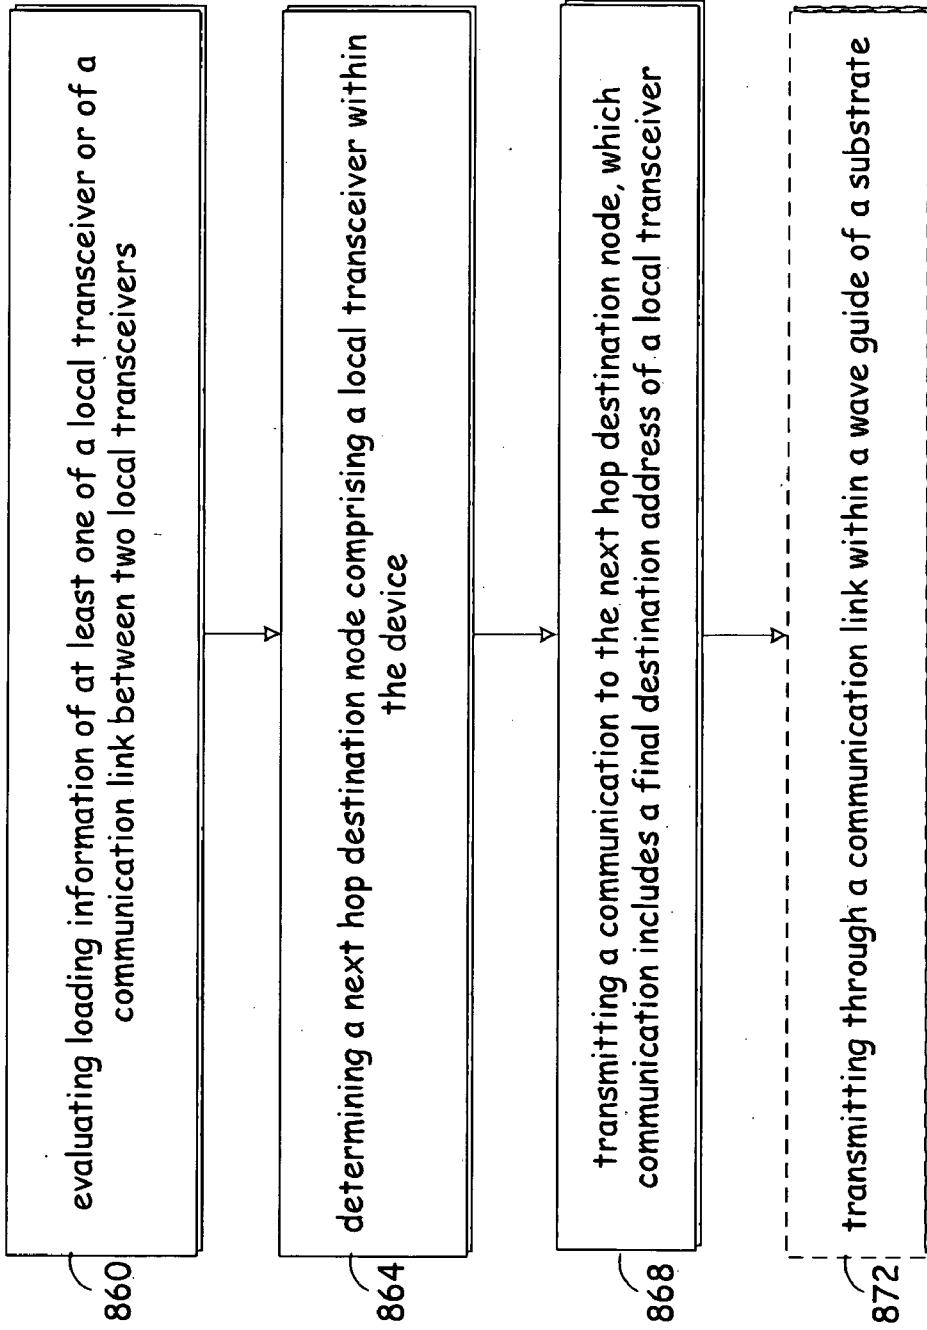 evaluating loading information of at least one of a local transceiver or of a
communication link between two local transceivers
860
determining a next hop destination node comprising a local transceiver within
the device
864
transmitting a communication to the next hop destination node, which
communication includes a final destination address of a local transceiver
868
transmitting through a communication link within a wave guide of a substrate
872